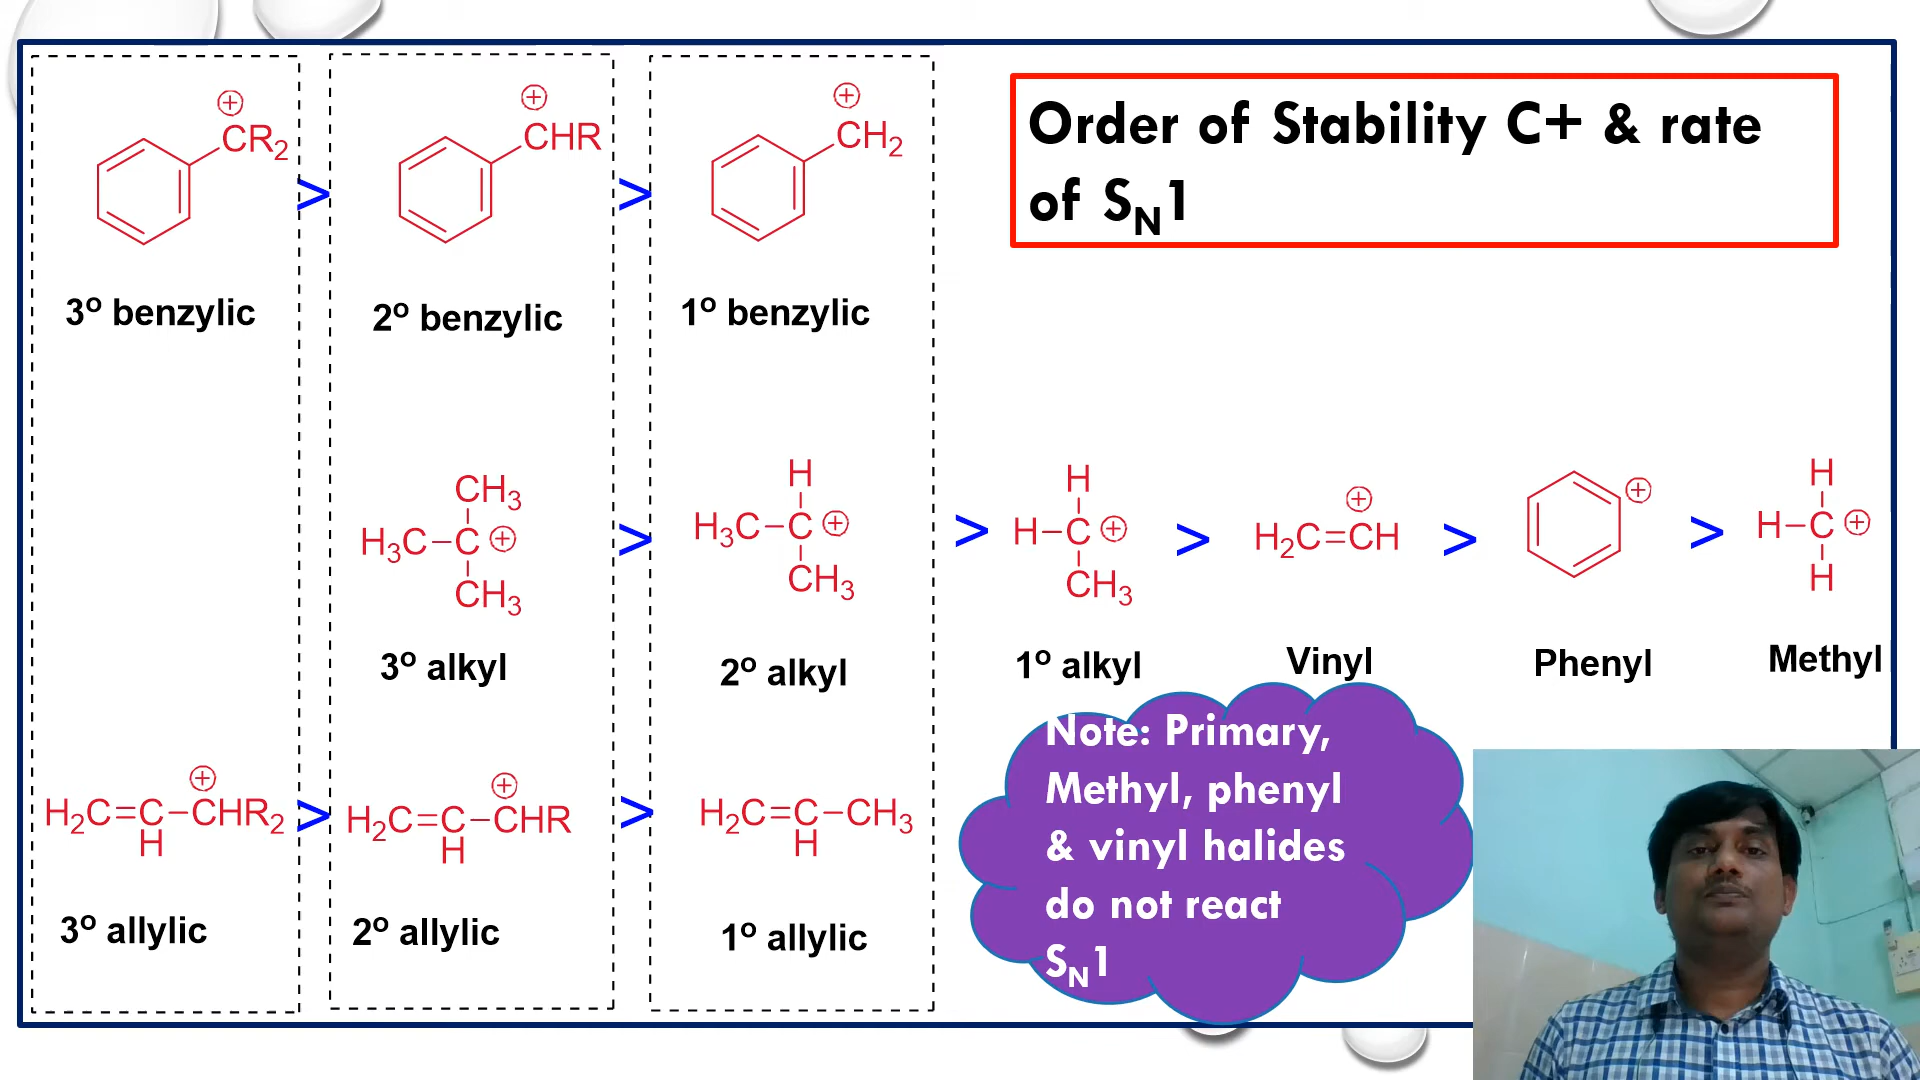 Order of Stability C+ & rate
of SN1
⊕
CR2
>
⊕
CHR
>
⊕
CH2
3o benzylic
2o benzylic
1o benzylic
CH3
H3C–C⊕
CH3
3o alkyl
>
H
H3C–C⊕
CH3
2o alkyl
>
H
H–C⊕
CH3
1o alkyl
>
⊕
H2C=CH
Vinyl
>
⊕
Phenyl
>
H
H–C⊕
H
Methyl
⊕
H2C=C–CHR2
H
3o allylic
>
⊕
H2C=C–CHR
H
2o allylic
>
H2C=C–CH3
H
1o allylic
Note: Primary,
Methyl, phenyl
& vinyl halides
do not react
SN1